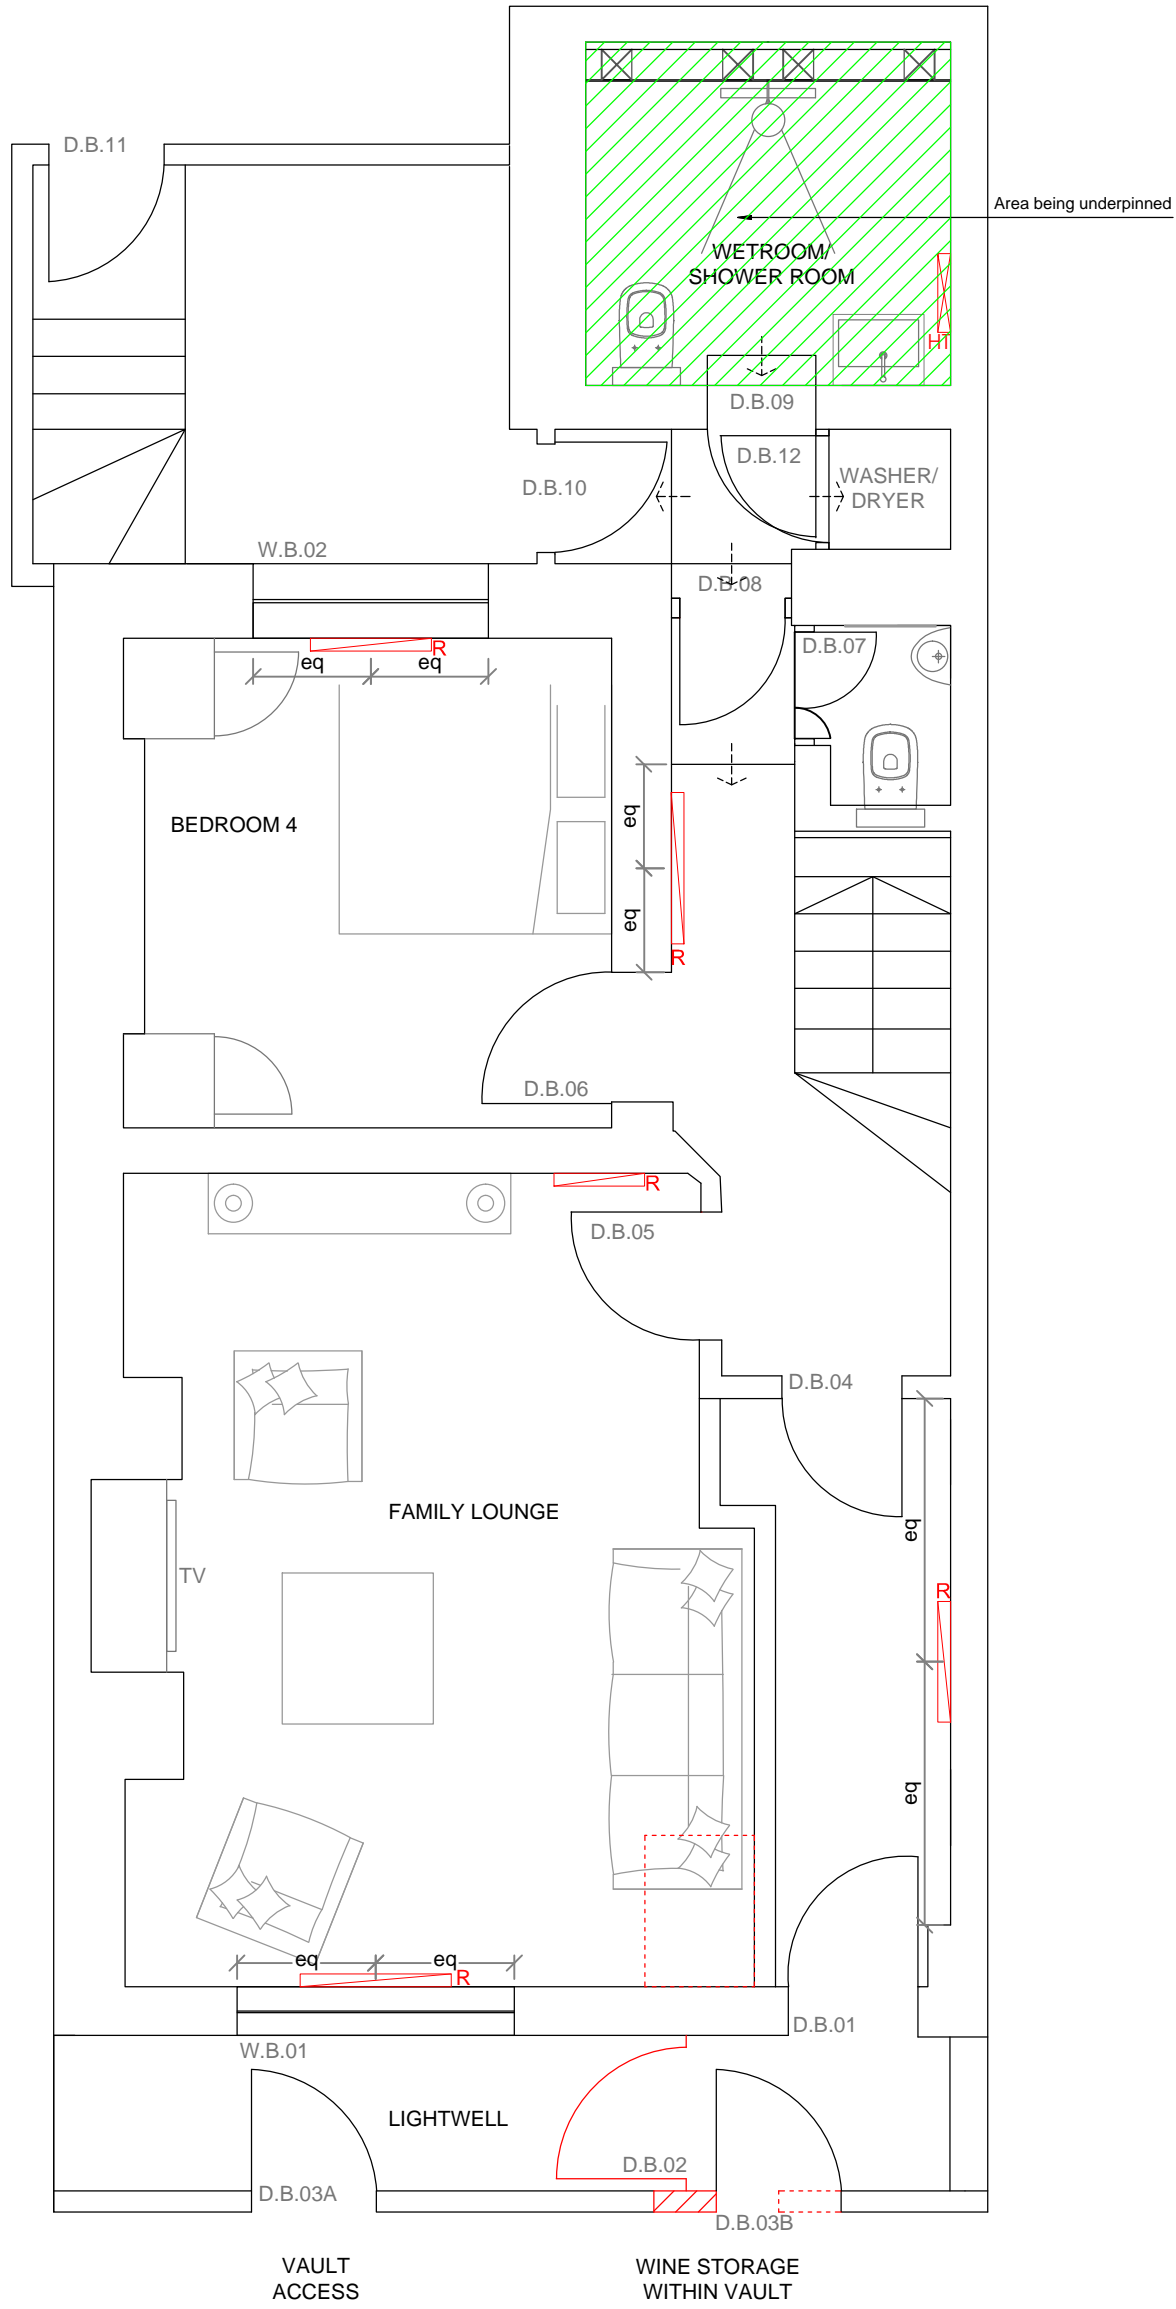 D.B.11
Area being underpinned
WETROOM/
SHOWER ROOM
HT
D.B.09
D.B.12
D.B.10
WASHER/
DRYER
W.B.02
D.B.08
D.B.07
R
eq
eq
BEDROOM 4
eq
eq
R
D.B.06
R
D.B.05
D.B.04
FAMILY LOUNGE
eq
TV
R
eq
eq
eq
R
D.B.01
W.B.01
LIGHTWELL
D.B.02
D.B.03A
D.B.03B
VAULT
ACCESS
WINE STORAGE
WITHIN VAULT